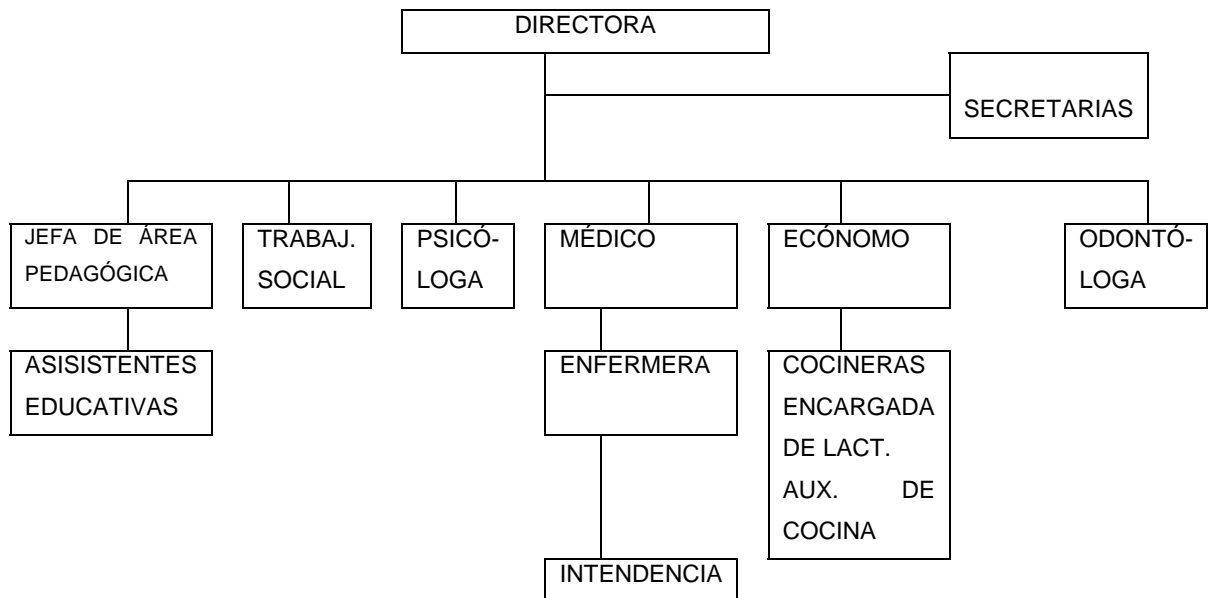 DIRECTORA
SECRETARIAS
JEFA DE ÁREA
PEDAGÓGICA
TRABAJ.
SOCIAL
PSICÓ-
LOGA
MÉDICO
ECÓNOMO
ODONTÓ-
LOGA
ASISISTENTES
EDUCATIVAS
ENFERMERA
COCINERAS
ENCARGADA
DE LACT.
AUX. DE
COCINA
INTENDENCIA